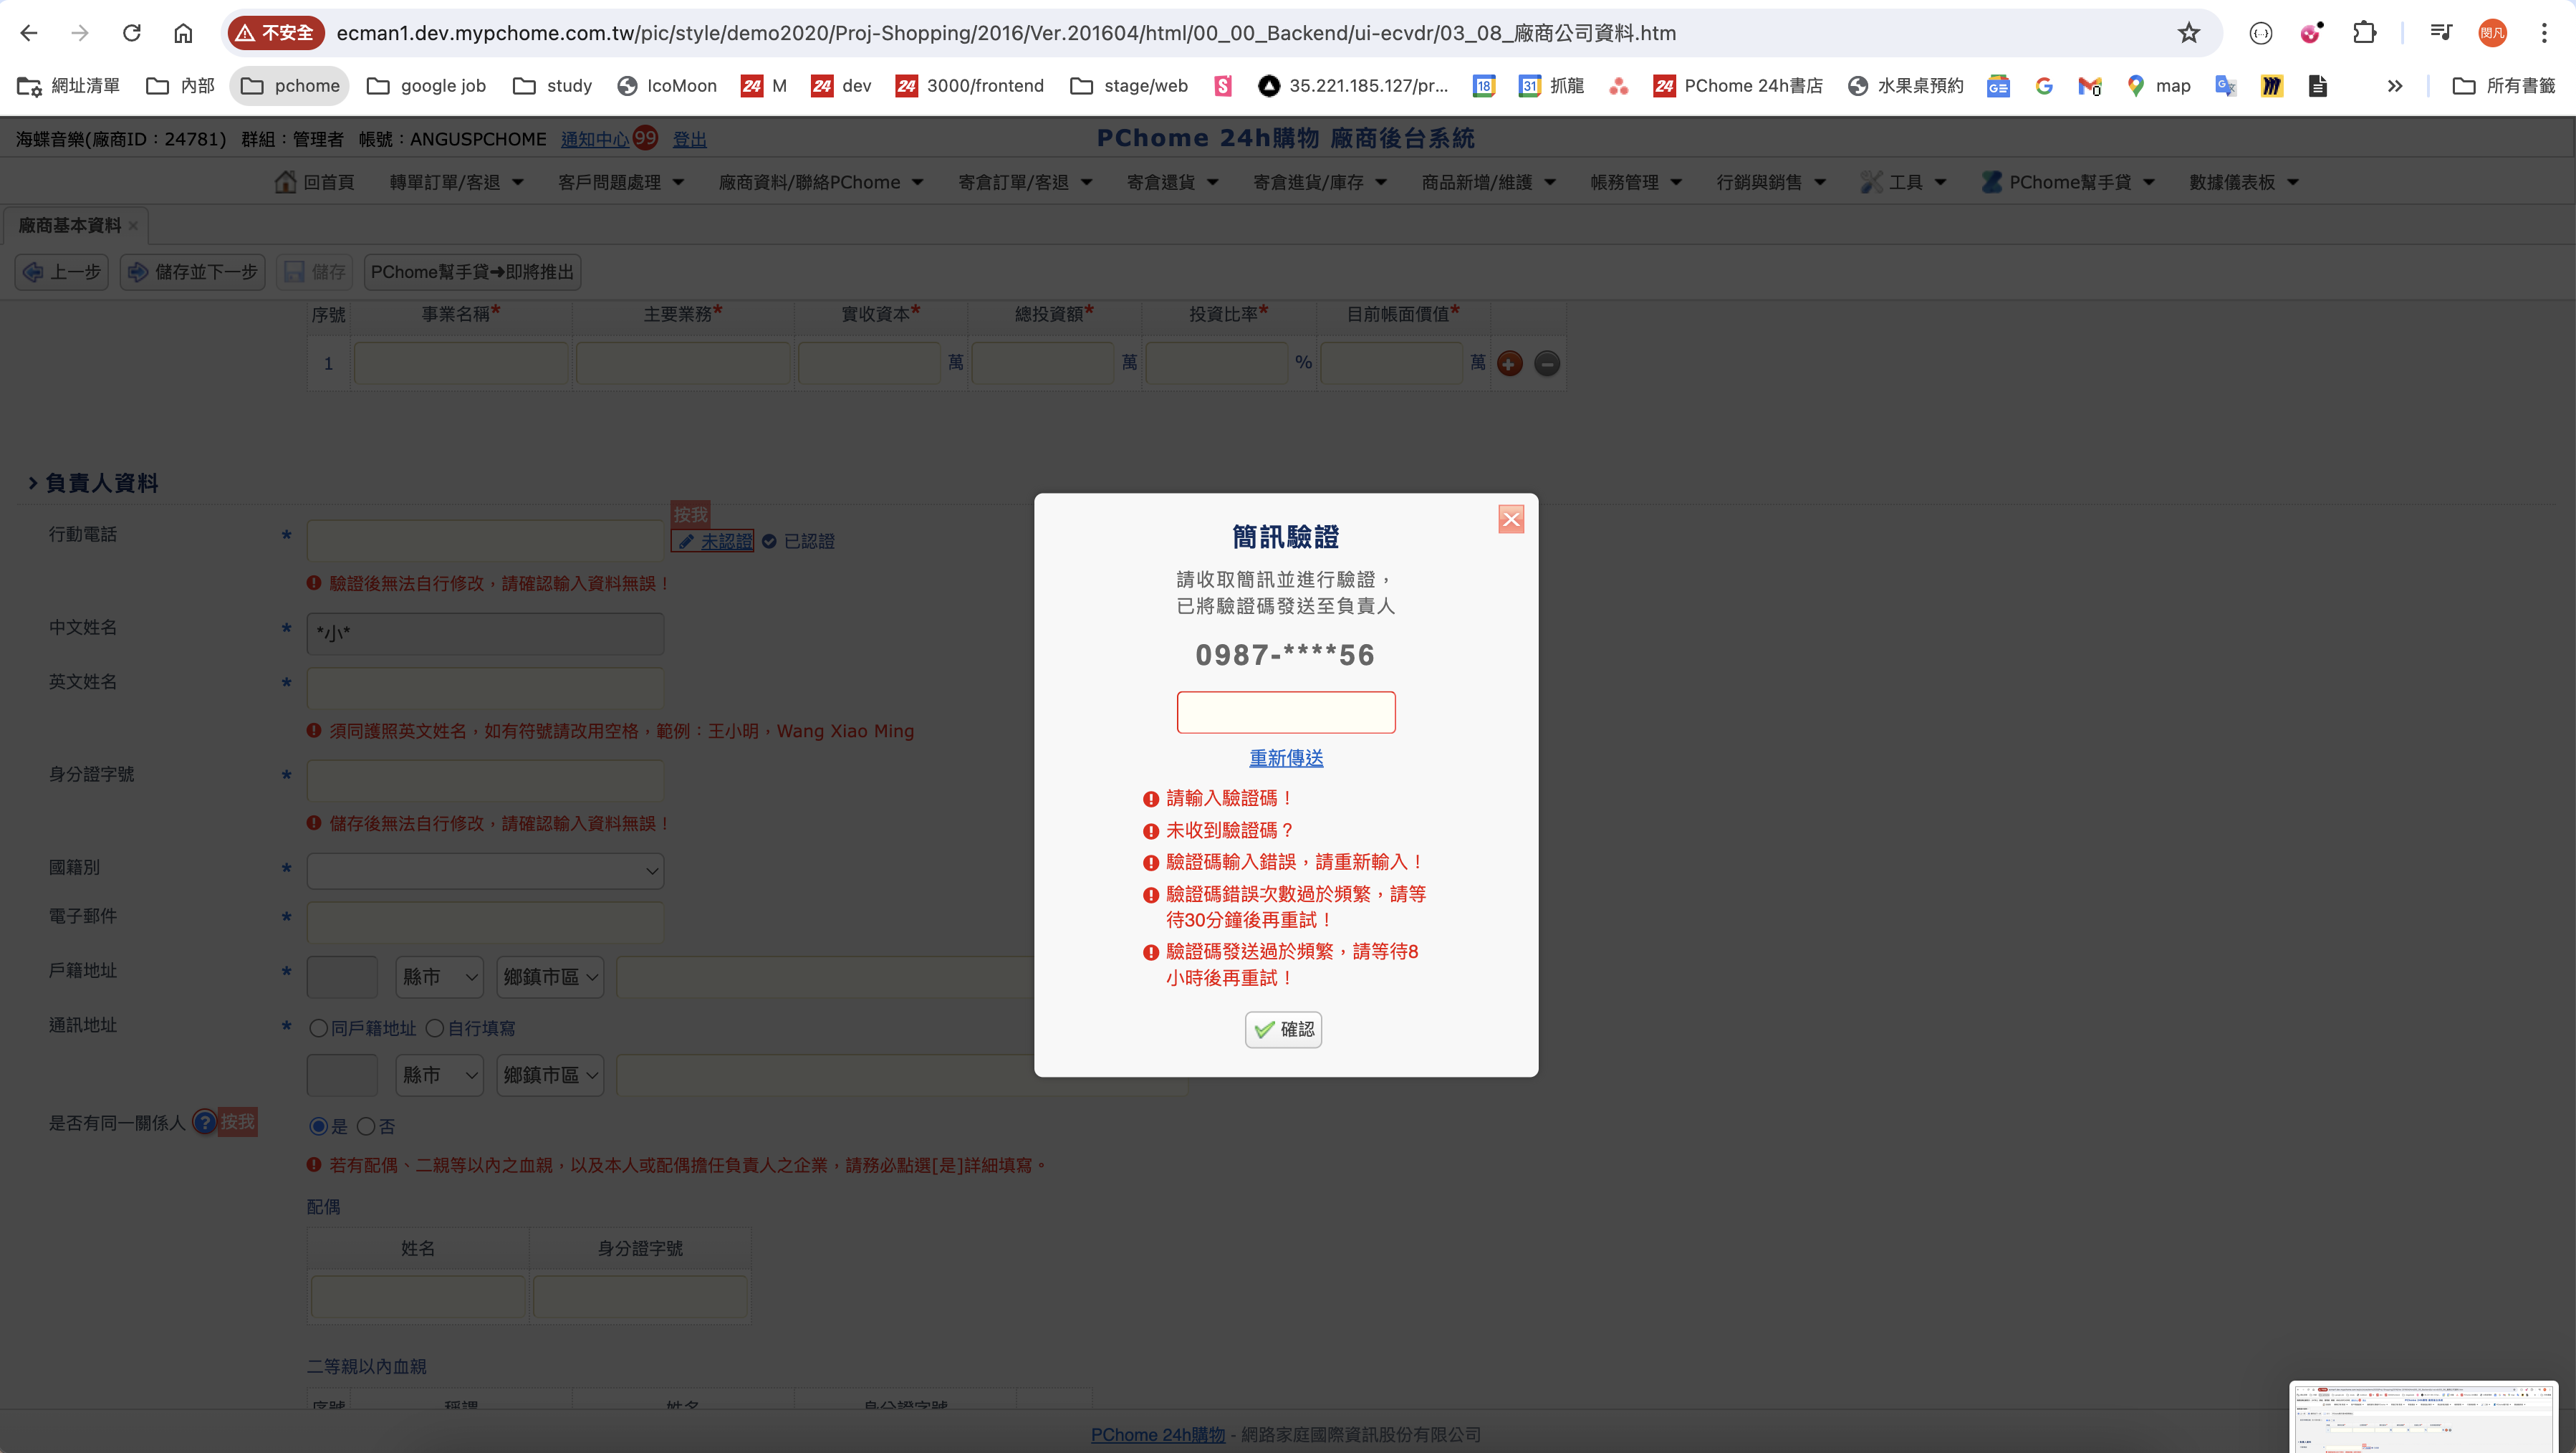 不安全 ecman1.dev.mypchome.com.tw/pic/style/demo2020/Proj-Shopping/2016/Ver.201604/html/00_00_Backend/ui-ecvdr/03_08_廠商公司資料.htm 閔凡
網址清單 內部 pchome google job study IcoMoon 24 M 24 dev 24 3000/frontend stage/web 35.221.185.127/pr... 18 31 抓龍 24 PChome 24h書店 水果桌預約 map 所有書籤
海蝶音樂(廠商ID：24781) 群組：管理者 帳號：ANGUSPCHOME 通知中心 99 登出 PChome 24h購物 廠商後台系統
回首頁 轉單訂單/客退 客戶問題處理 廠商資料/聯絡PChome 寄倉訂單/客退 寄倉還貨 寄倉進貨/庫存 商品新增/維護 帳務管理 行銷與銷售 工具 PChome幫手貸 數據儀表板
廠商基本資料 ×
上一步 儲存並下一步 儲存 PChome幫手貸➔即將推出
序號 事業名稱* 主要業務* 實收資本* 總投資額* 投資比率* 目前帳面價值*
1 萬 萬 % 萬
負責人資料
按我
行動電話 * 未認證 已認證
驗證後無法自行修改，請確認輸入資料無誤！
中文姓名 * *小*
英文姓名 *
須同護照英文姓名，如有符號請改用空格，範例：王小明，Wang Xiao Ming
身分證字號 *
儲存後無法自行修改，請確認輸入資料無誤！
國籍別 *
電子郵件 *
戶籍地址 * 縣市 鄉鎮市區
通訊地址 * 同戶籍地址 自行填寫
縣市 鄉鎮市區
是否有同一關係人 ? 按我 是 否
若有配偶、二親等以內之血親，以及本人或配偶擔任負責人之企業，請務必點選[是]詳細填寫。
配偶
姓名 身分證字號
二等親以內血親
序號 稱謂 姓名 身分證字號
簡訊驗證
請收取簡訊並進行驗證，
已將驗證碼發送至負責人
0987-****56
重新傳送
請輸入驗證碼！
未收到驗證碼？
驗證碼輸入錯誤，請重新輸入！
驗證碼錯誤次數過於頻繁，請等
待30分鐘後再重試！
驗證碼發送過於頻繁，請等待8
小時後再重試！
確認
PChome 24h購物 - 網路家庭國際資訊股份有限公司